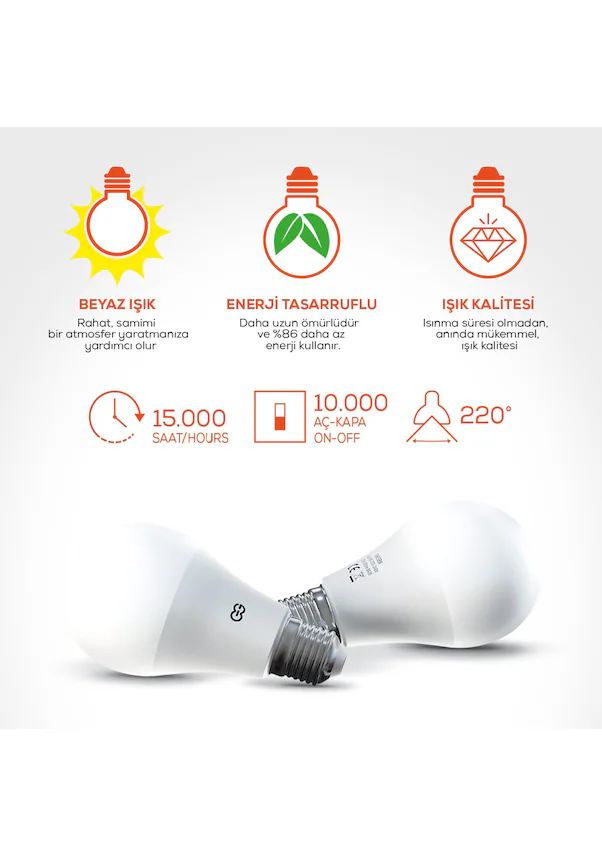 BEYAZ IŞIK
Rahat, samimi
bir atmosfer yaratmanıza
yardımcı olur
ENERJİ TASARRUFLU
Daha uzun ömürlüdür
ve %86 daha az
enerji kullanır.
IŞIK KALİTESİ
Isınma süresi olmadan,
anında mükemmel,
ışık kalitesi
15.000
SAAT/HOURS
10.000
AÇ-KAPA
ON-OFF
220°
CE